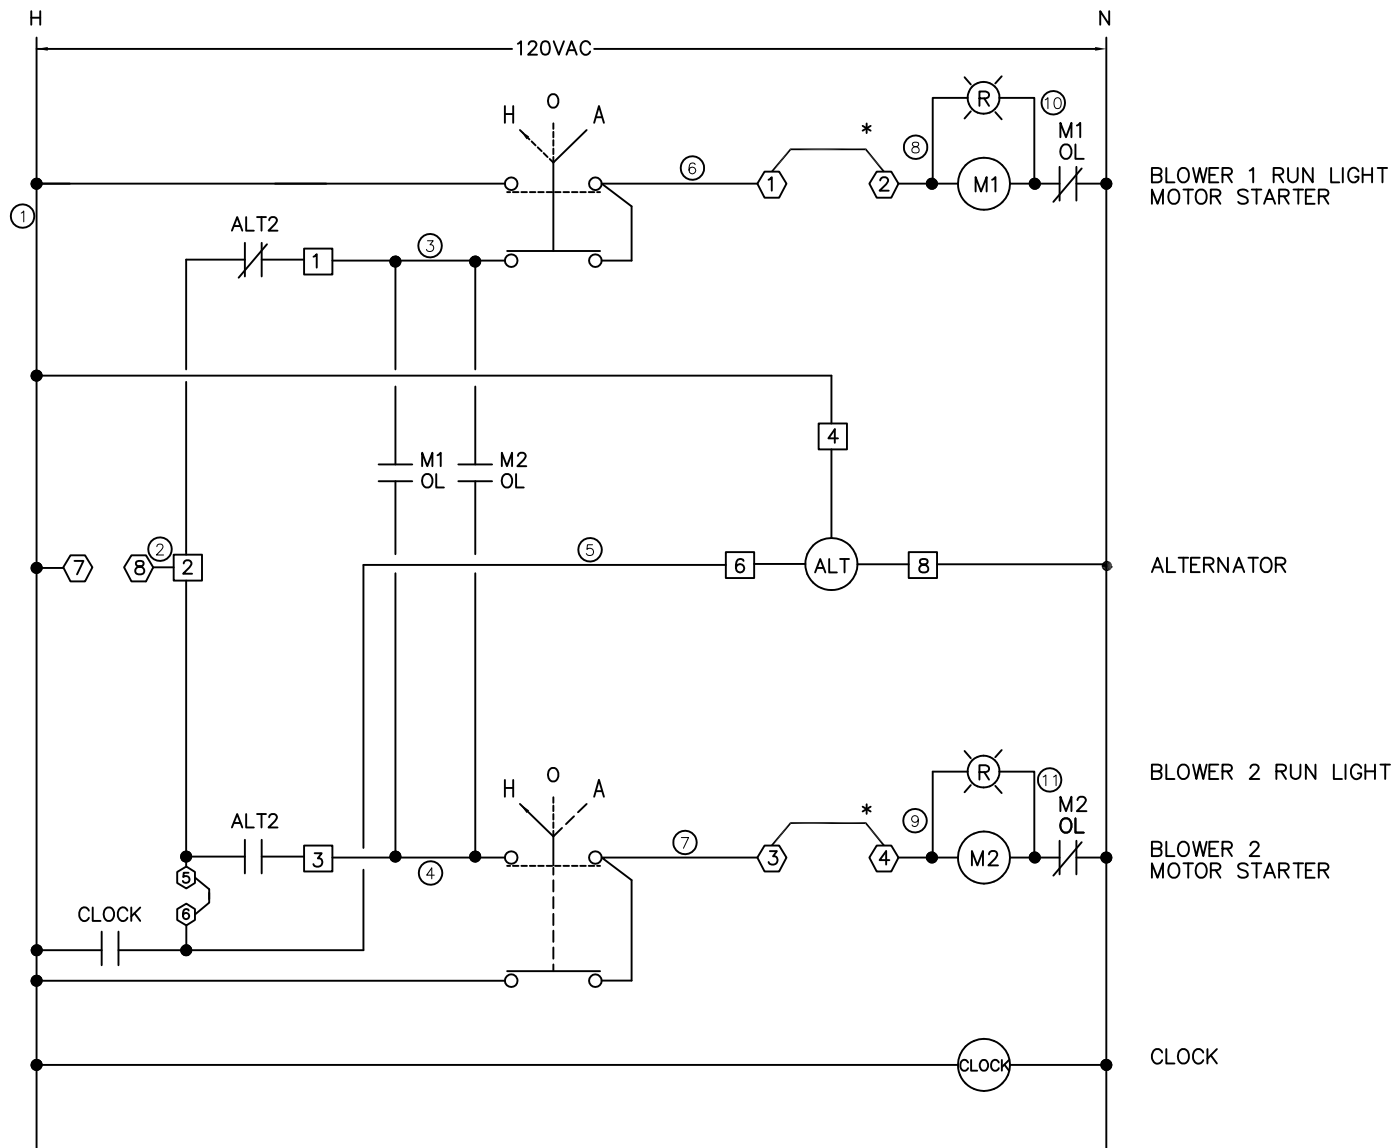 H
N
120VAC
H O A
R
10
M1
OL
*
8
6
1
2
M1
BLOWER 1 RUN LIGHT
MOTOR STARTER
1
ALT2
1
3
4
M1
OL
M2
OL
7
8
2
2
5
6
ALT
8
ALTERNATOR
H O A
R
11
BLOWER 2 RUN LIGHT
M2
OL
*
9
7
ALT2
3
4
3
4
M2
BLOWER 2
MOTOR STARTER
5
6
CLOCK
CLOCK
CLOCK